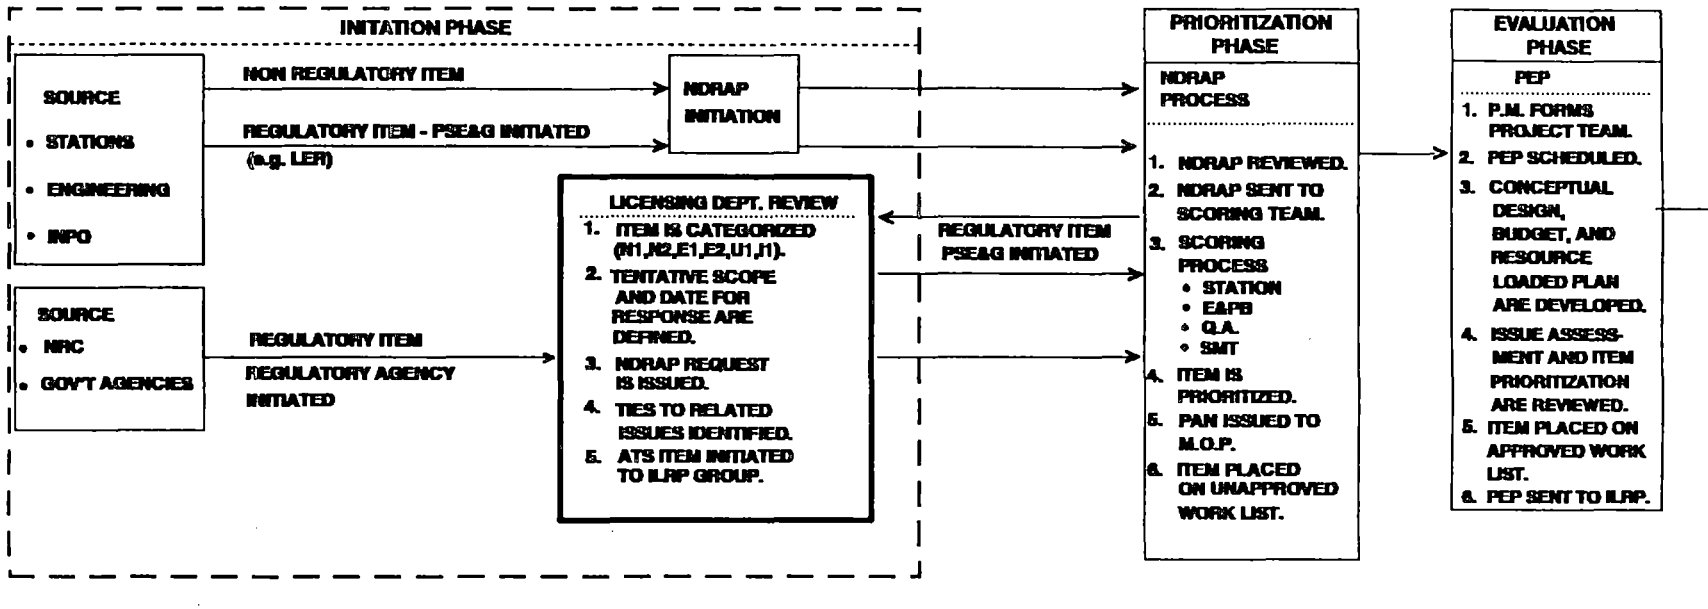 INITATION PHASE
SOURCE
• STATIONS
• ENGINEERING
• INPO
NON REGULATORY ITEM
REGULATORY ITEM - PSE&G INITIATED
(e.g. LER)
NDRAP
INITIATION
SOURCE
• NRC
• GOV'T AGENCIES
REGULATORY ITEM
REGULATORY AGENCY
INITIATED
LICENSING DEPT. REVIEW
1. ITEM IS CATEGORIZED
(N1,N2,E1,E2,U1,I1).
2. TENTATIVE SCOPE
AND DATE FOR
RESPONSE ARE
DEFINED.
3. NDRAP REQUEST
IS ISSUED.
4. TIES TO RELATED
ISSUES IDENTIFIED.
5. ATS ITEM INITIATED
TO ILRP GROUP.
REGULATORY ITEM
PSE&G INITIATED
PRIORITIZATION
PHASE
NDRAP
PROCESS
1. NDRAP REVIEWED.
2. NDRAP SENT TO
SCORING TEAM.
3. SCORING
PROCESS
• STATION
• E&PB
• Q.A.
• SMT
4. ITEM IS
PRIORITIZED.
5. PAN ISSUED TO
M.O.P.
6. ITEM PLACED
ON UNAPPROVED
WORK LIST.
EVALUATION
PHASE
PEP
1. P.M. FORMS
PROJECT TEAM.
2. PEP SCHEDULED.
3. CONCEPTUAL
DESIGN,
BUDGET, AND
RESOURCE
LOADED PLAN
ARE DEVELOPED.
4. ISSUE ASSESS-
MENT AND ITEM
PRIORITIZATION
ARE REVIEWED.
5. ITEM PLACED ON
APPROVED WORK
LIST.
6. PEP SENT TO ILRP.